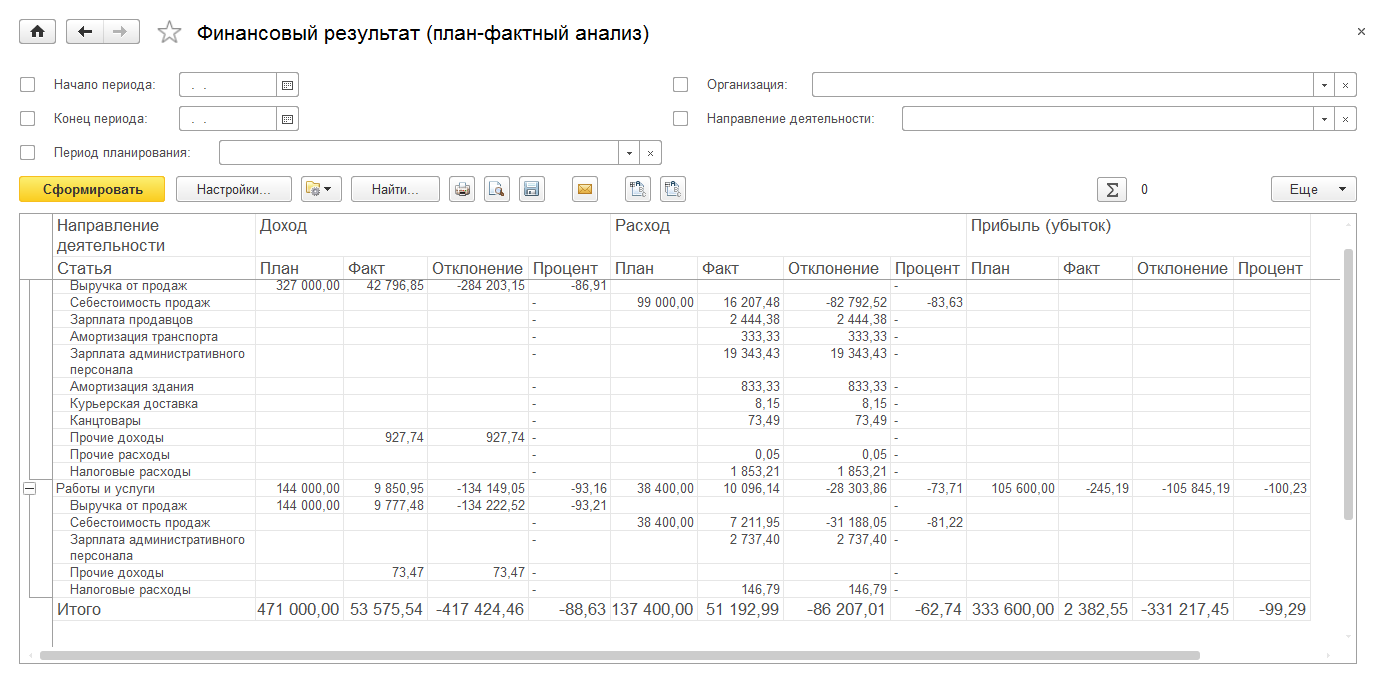 Финансовый результат (план-фактный анализ)
Начало периода: . . Организация:
Конец периода: . . Направление деятельности:
Период планирования:
Сформировать Настройки... Найти... Σ 0 Еще
Направление деятельности Доход Расход Прибыль (убыток)
Статья План Факт Отклонение Процент План Факт Отклонение Процент План Факт Отклонение Процент
Выручка от продаж 327 000,00 42 796,85 -284 203,15 -86,91 -
Себестоимость продаж - 99 000,00 16 207,48 -82 792,52 -83,63
Зарплата продавцов - 2 444,38 2 444,38 -
Амортизация транспорта - 333,33 333,33 -
Зарплата административного персонала - 19 343,43 19 343,43 -
Амортизация здания - 833,33 833,33 -
Курьерская доставка - 8,15 8,15 -
Канцтовары - 73,49 73,49 -
Прочие доходы 927,74 927,74 - -
Прочие расходы - 0,05 0,05 -
Налоговые расходы - 1 853,21 1 853,21 -
Работы и услуги 144 000,00 9 850,95 -134 149,05 -93,16 38 400,00 10 096,14 -28 303,86 -73,71 105 600,00 -245,19 -105 845,19 -100,23
Выручка от продаж 144 000,00 9 777,48 -134 222,52 -93,21 -
Себестоимость продаж - 38 400,00 7 211,95 -31 188,05 -81,22
Зарплата административного персонала - 2 737,40 2 737,40 -
Прочие доходы 73,47 73,47 - -
Налоговые расходы - 146,79 146,79 -
Итого 471 000,00 53 575,54 -417 424,46 -88,63 137 400,00 51 192,99 -86 207,01 -62,74 333 600,00 2 382,55 -331 217,45 -99,29